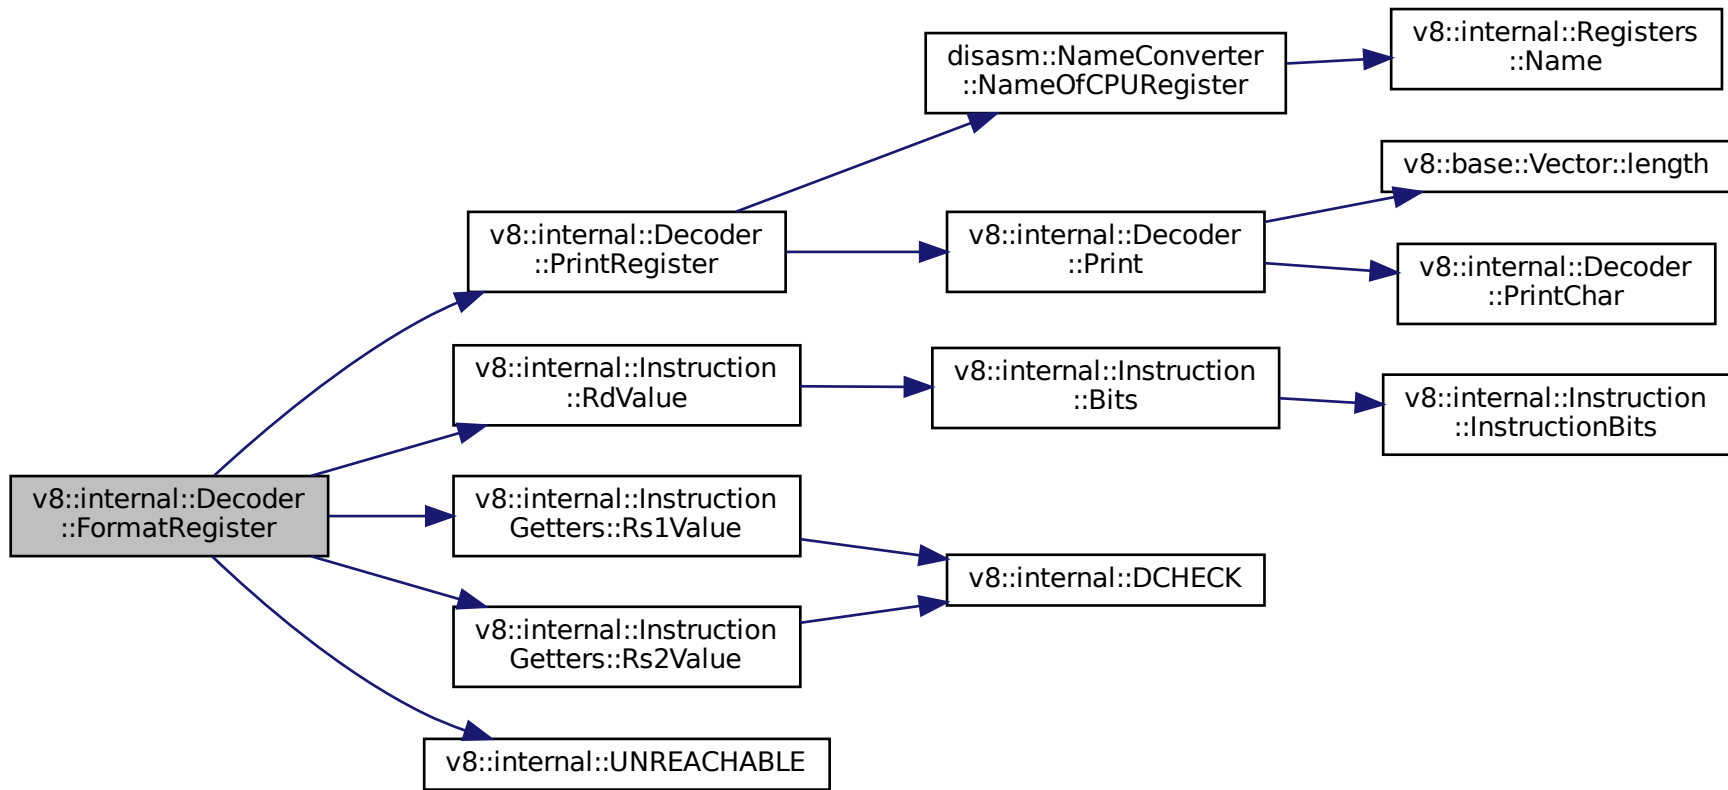 v8::internal::Registers
::Name
disasm::NameConverter
::NameOfCPURegister
v8::base::Vector::length
v8::internal::Decoder
::PrintRegister
v8::internal::Decoder
::Print
v8::internal::Decoder
::PrintChar
v8::internal::Instruction
::RdValue
v8::internal::Instruction
::Bits
v8::internal::Instruction
::InstructionBits
v8::internal::Decoder
::FormatRegister
v8::internal::Instruction
Getters::Rs1Value
v8::internal::DCHECK
v8::internal::Instruction
Getters::Rs2Value
v8::internal::UNREACHABLE